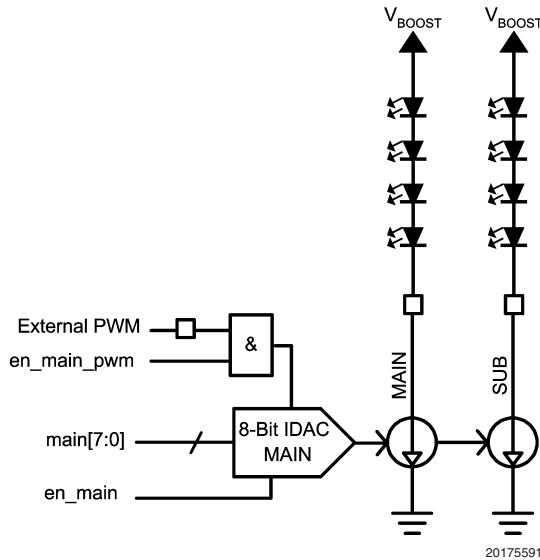 VBOOST VBOOST
External PWM
en_main_pwm
&
main[7:0]
8-Bit IDAC
MAIN
en_main
MAIN
SUB
20175591